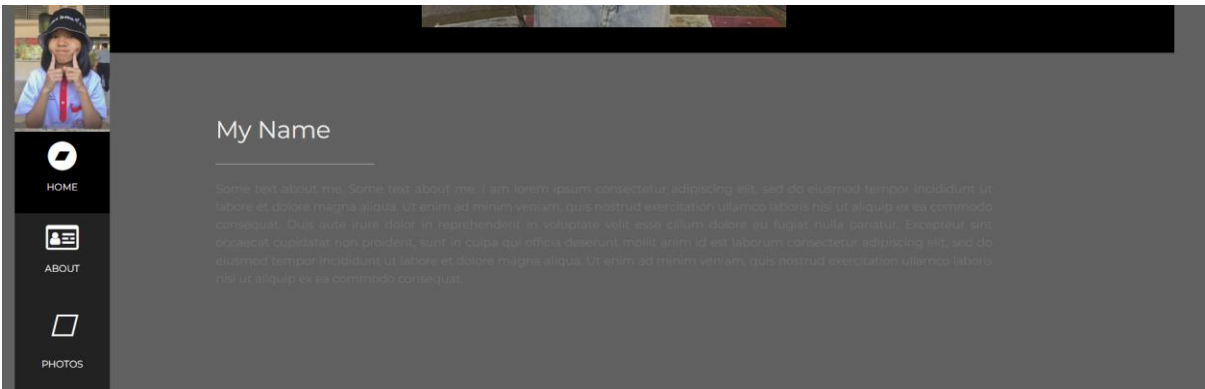 HOME
ABOUT
PHOTOS
My Name
Some text about me. Some text about me. I am lorem ipsum consectetur adipiscing elit, sed do eiusmod tempor incididunt ut
labore et dolore magna aliqua. Ut enim ad minim veniam, quis nostrud exercitation ullamco laboris nisi ut aliquip ex ea commodo
consequat. Duis aute irure dolor in reprehenderit in voluptate velit esse cillum dolore eu fugiat nulla pariatur. Excepteur sint
occaecat cupidatat non proident, sunt in culpa qui officia deserunt mollit anim id est laborum consectetur adipiscing elit, sed do
eiusmod tempor incididunt ut labore et dolore magna aliqua. Ut enim ad minim veniam, quis nostrud exercitation ullamco laboris
nisi ut aliquip ex ea commodo consequat.